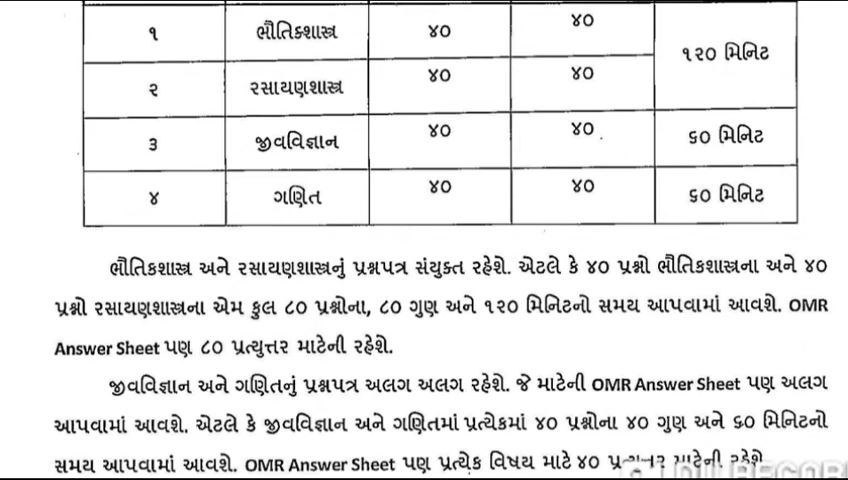 ૧ ભૌતિકશાસ્ત્ર ૪૦ ૪૦ ૧૨૦ મિનિટ
૨ રસાયણશાસ્ત્ર ૪૦ ૪૦
૩ જીવવિજ્ઞાન ૪૦ ૪૦ ૬૦ મિનિટ
૪ ગણિત ૪૦ ૪૦ ૬૦ મિનિટ
ભૌતિકશાસ્ત્ર અને રસાયણશાસ્ત્રનું પ્રશ્નપત્ર સંયુક્ત રહેશે. એટલે કે ૪૦ પ્રશ્નો ભૌતિકશાસ્ત્રના અને ૪૦
પ્રશ્નો રસાયણશાસ્ત્રના એમ કુલ ૮૦ પ્રશ્નોના, ૮૦ ગુણ અને ૧૨૦ મિનિટનો સમય આપવામાં આવશે. OMR
Answer Sheet પણ ૮૦ પ્રત્યુત્તર માટેની રહેશે.
જીવવિજ્ઞાન અને ગણિતનું પ્રશ્નપત્ર અલગ અલગ રહેશે. જે માટેની OMR Answer Sheet પણ અલગ
આપવામાં આવશે. એટલે કે જીવવિજ્ઞાન અને ગણિતમાં પ્રત્યેકમાં ૪૦ પ્રશ્નોના ૪૦ ગુણ અને ૬૦ મિનિટનો
સમય આપવામાં આવશે. OMR Answer Sheet પણ પ્રત્યેક વિષય માટે ૪૦ માટેની રહેશે